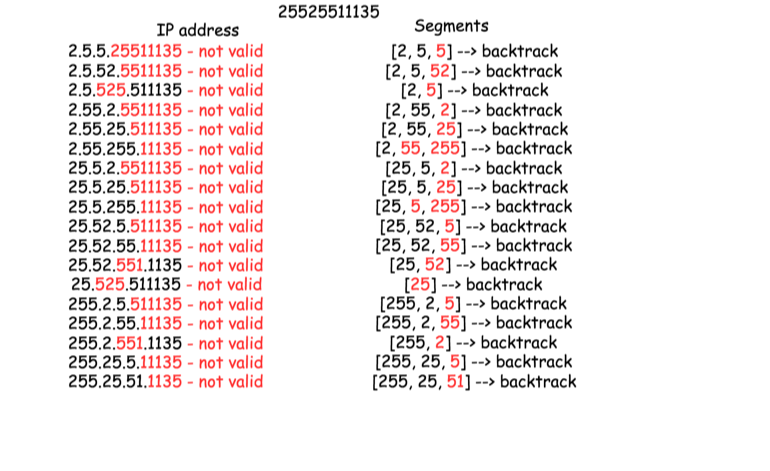 25525511135
IP address Segments
2.5.5.25511135 - not valid [2, 5, 5] --> backtrack
2.5.52.5511135 - not valid [2, 5, 52] --> backtrack
2.5.525.511135 - not valid [2, 5] --> backtrack
2.55.2.5511135 - not valid [2, 55, 2] --> backtrack
2.55.25.511135 - not valid [2, 55, 25] --> backtrack
2.55.255.11135 - not valid [2, 55, 255] --> backtrack
25.5.2.5511135 - not valid [25, 5, 2] --> backtrack
25.5.25.511135 - not valid [25, 5, 25] --> backtrack
25.5.255.11135 - not valid [25, 5, 255] --> backtrack
25.52.5.511135 - not valid [25, 52, 5] --> backtrack
25.52.55.11135 - not valid [25, 52, 55] --> backtrack
25.52.551.1135 - not valid [25, 52] --> backtrack
25.525.511135 - not valid [25] --> backtrack
255.2.5.511135 - not valid [255, 2, 5] --> backtrack
255.2.55.11135 - not valid [255, 2, 55] --> backtrack
255.2.551.1135 - not valid [255, 2] --> backtrack
255.25.5.11135 - not valid [255, 25, 5] --> backtrack
255.25.51.1135 - not valid [255, 25, 51] --> backtrack